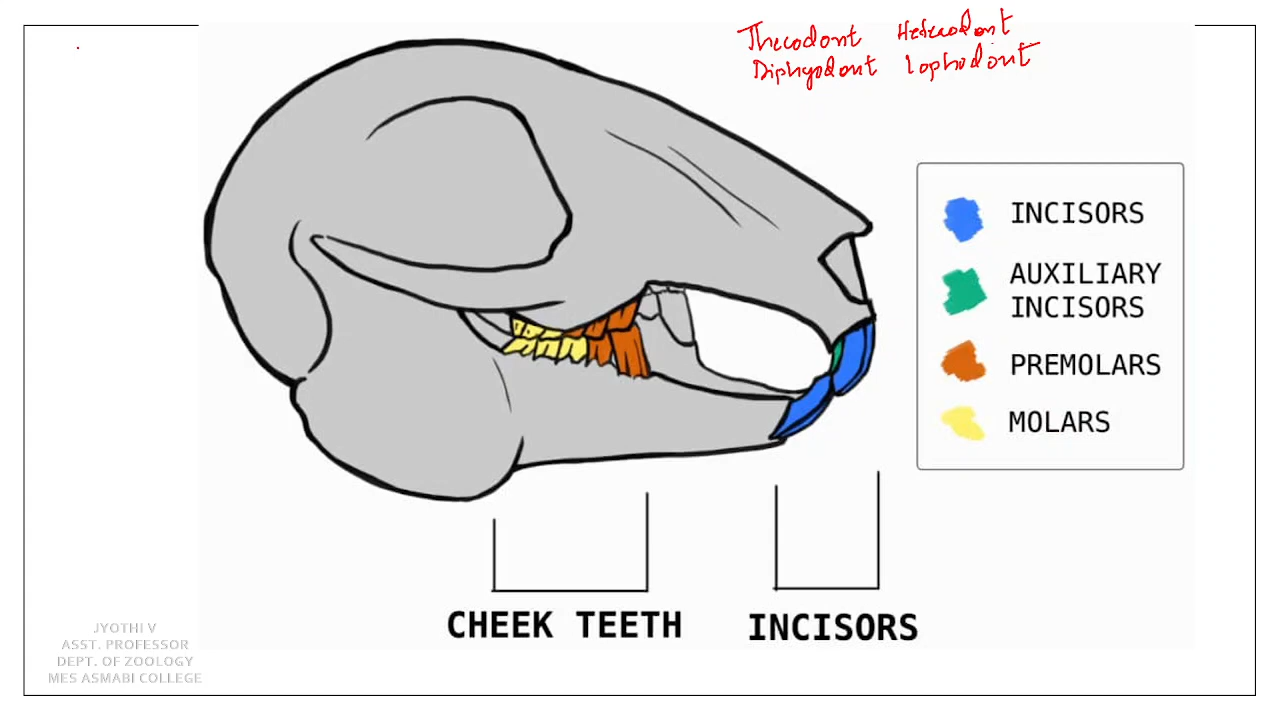 Thecodont Heterodont
Diphyodont lophodont
INCISORS
AUXILIARY
INCISORS
PREMOLARS
MOLARS
CHEEK TEETH
INCISORS
JYOTHI V
ASST. PROFESSOR
DEPT. OF ZOOLOGY
MES ASMABI COLLEGE